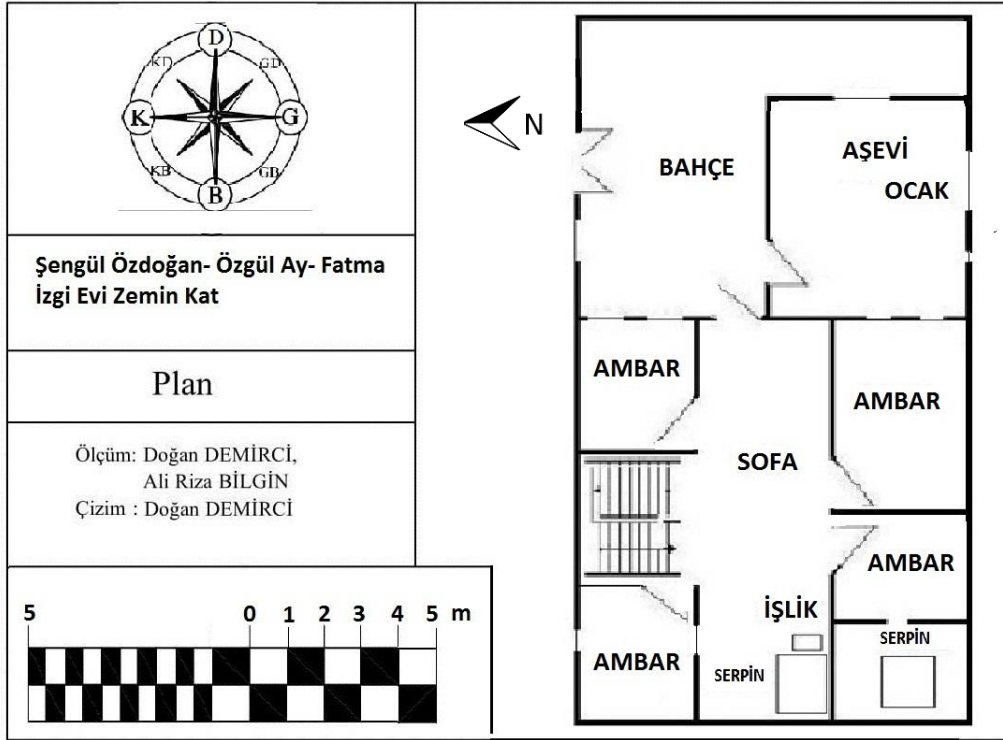 D
KD
GD
K
G
KB
GB
B
N
Şengül Özdoğan- Özgül Ay- Fatma
İzgi Evi Zemin Kat
Plan
Ölçüm: Doğan DEMİRCİ,
Ali Riza BİLGİN
Çizim : Doğan DEMİRCİ
5 0 1 2 3 4 5 m
BAHÇE
AŞEVİ
OCAK
AMBAR
AMBAR
SOFA
AMBAR
İŞLİK
AMBAR
SERPİN
SERPİN